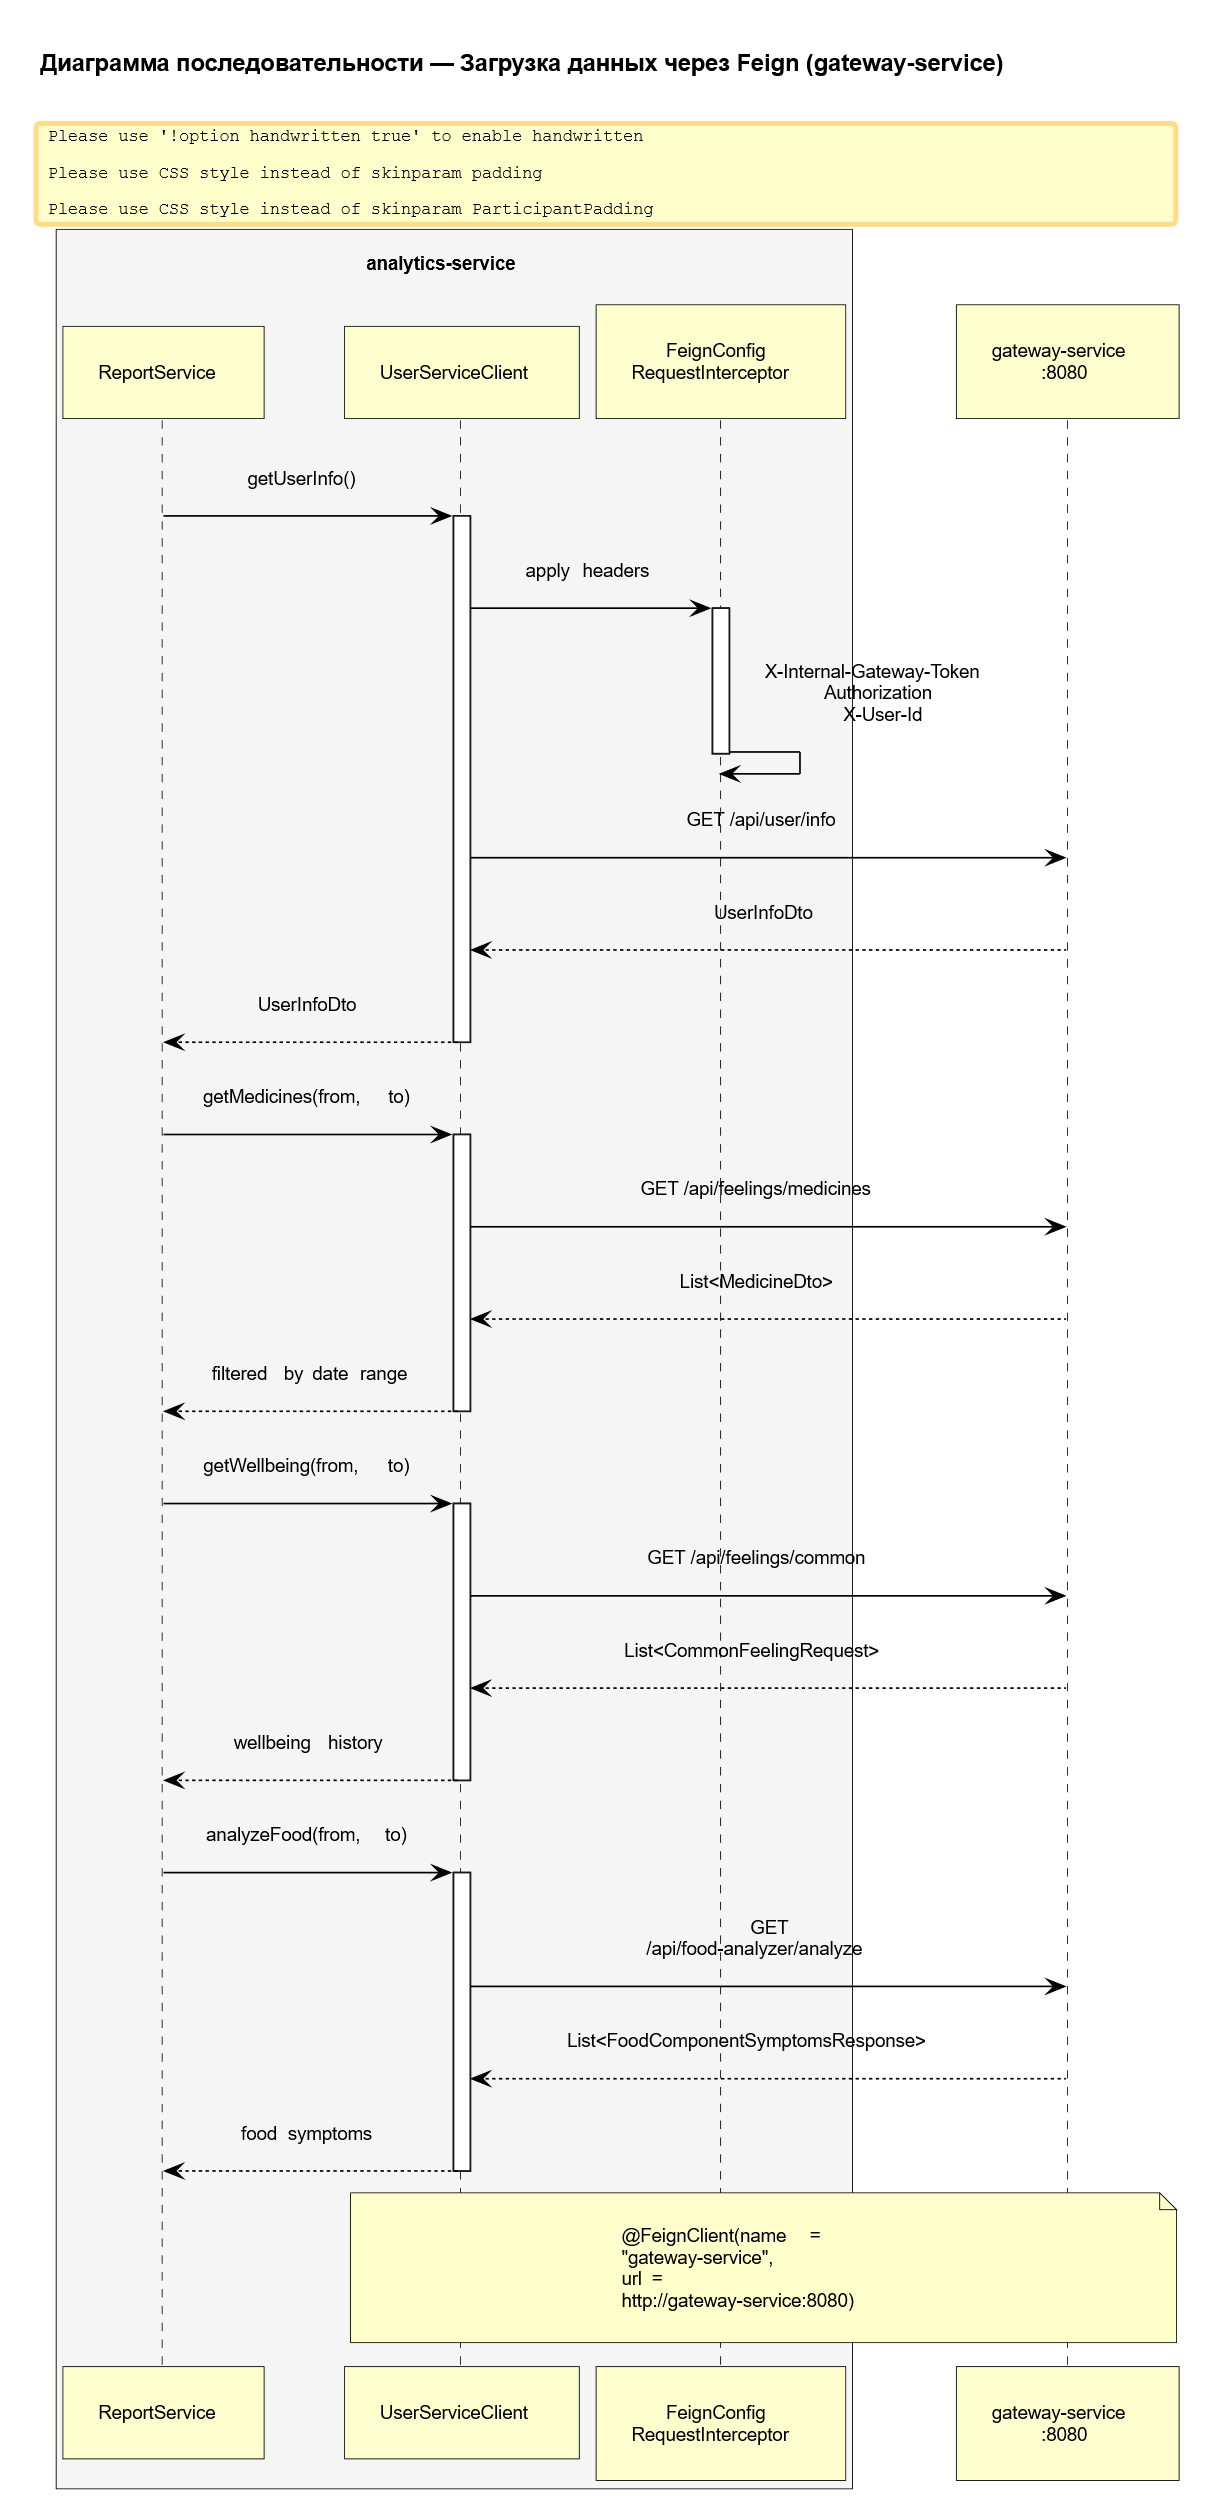 Диаграмма последовательности — Загрузка данных через Feign (gateway-service)
Please use '!option handwritten true' to enable handwritten
Please use CSS style instead of skinparam padding
Please use CSS style instead of skinparam ParticipantPadding
analytics-service
ReportService
UserServiceClient
FeignConfig
RequestInterceptor
gateway-service
:8080
getUserInfo()
apply headers
X-Internal-Gateway-Token
Authorization
X-User-Id
GET /api/user/info
UserInfoDto
UserInfoDto
getMedicines(from, to)
GET /api/feelings/medicines
List<MedicineDto>
filtered by date range
getWellbeing(from, to)
GET /api/feelings/common
List<CommonFeelingRequest>
wellbeing history
analyzeFood(from, to)
GET
/api/food-analyzer/analyze
List<FoodComponentSymptomsResponse>
food symptoms
@FeignClient(name =
"gateway-service",
url =
http://gateway-service:8080)
ReportService
UserServiceClient
FeignConfig
RequestInterceptor
gateway-service
:8080